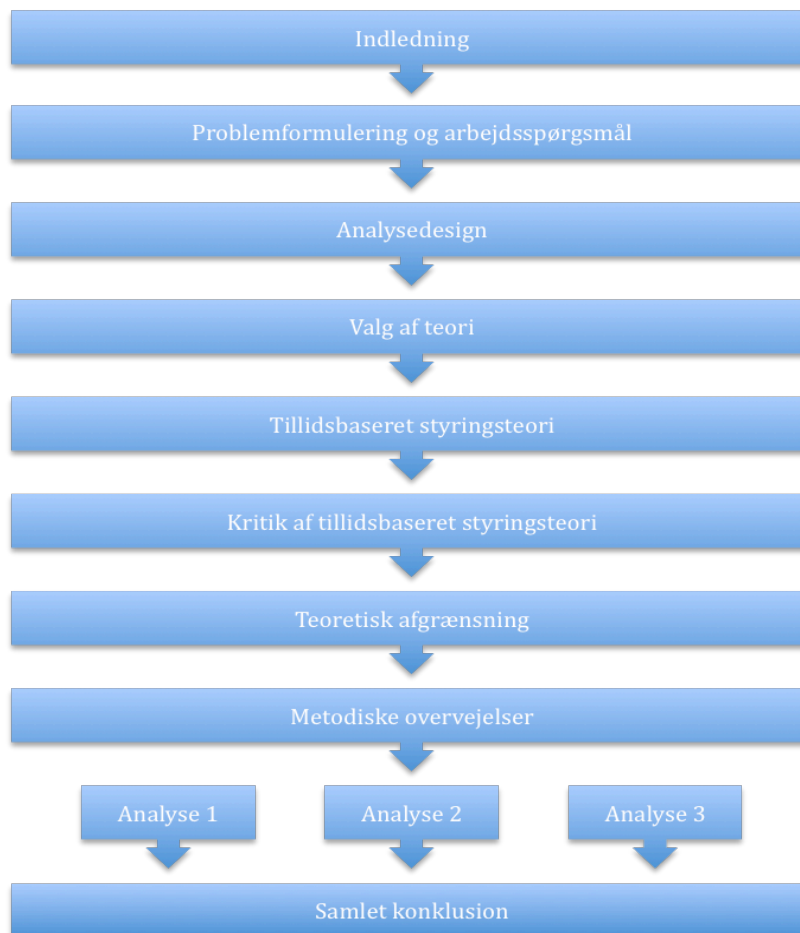 Indledning
Problemformulering og arbejdsspørgsmål
Analysedesign
Valg af teori
Tillidsbaseret styringsteori
Kritik af tillidsbaseret styringsteori
Teoretisk afgrænsning
Metodiske overvejelser
Analyse 1
Analyse 2
Analyse 3
Samlet konklusion